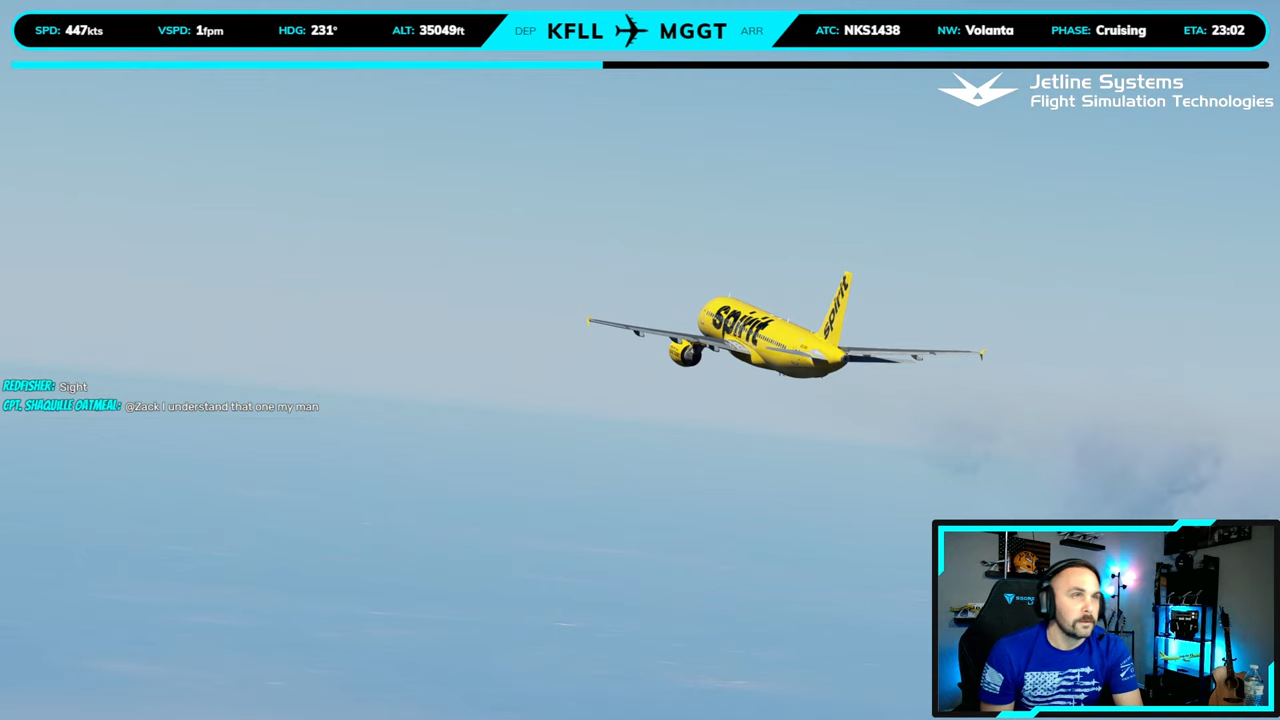 SPD: 447kts VSPD: 1fpm HDG: 231° ALT: 35049ft DEP KFLL MGGT ARR ATC: NKS1438 NW: Volanta PHASE: Cruising ETA: 23:02
Jetline Systems
Flight Simulation Technologies
spirit
spirit
REDFISHER: Sight
CPT. SHAQUILLE OATMEAL: @Zack I understand that one my man